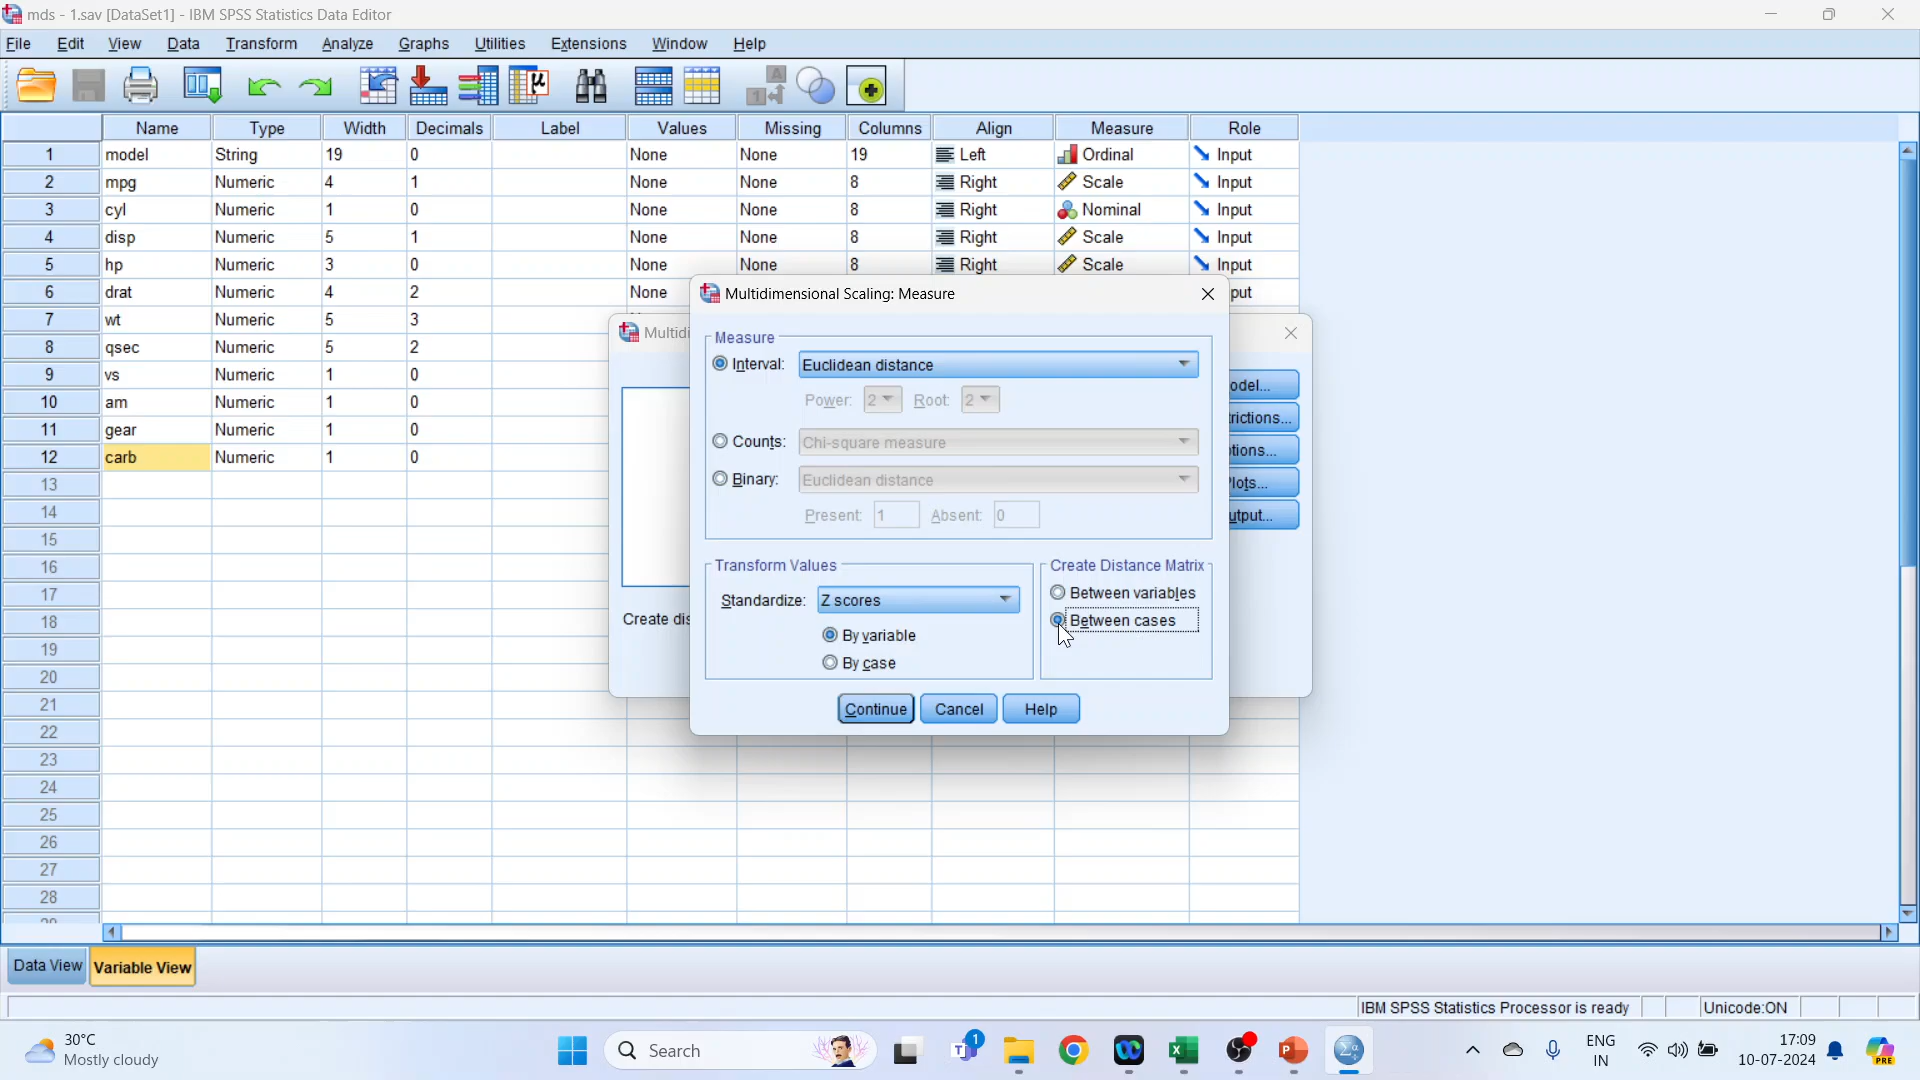 mds - 1.sav [DataSet1] - IBM SPSS Statistics Data Editor
File Edit View Data Transform Analyze Graphs Utilities Extensions Window Help
Name Type Width Decimals Label Values Missing Columns Align Measure Role
1 model String 19 0 None None 19 Left Ordinal Input
2 mpg Numeric 4 1 None None 8 Right Scale Input
3 cyl Numeric 1 0 None None 8 Right Nominal Input
4 disp Numeric 5 1 None None 8 Right Scale Input
5 hp Numeric 3 0 None None 8 Right Scale Input
6 drat Numeric 4 2 None put
7 wt Numeric 5 3
8 qsec Numeric 5 2
9 vs Numeric 1 0
10 am Numeric 1 0
11 gear Numeric 1 0
12 carb Numeric 1 0
13
14
15
16
17
18
19
20
21
22
23
24
25
26
27
28
29
Multidi
odel...
rictions...
tions...
lots...
utput...
Create dis
Multidimensional Scaling: Measure
Measure
Interval: Euclidean distance
Power: 2 Root: 2
Counts: Chi-square measure
Binary: Euclidean distance
Present: 1 Absent: 0
Transform Values
Standardize: Z scores
By variable
By case
Create Distance Matrix
Between variables
Between cases
Continue Cancel Help
Data View Variable View
IBM SPSS Statistics Processor is ready Unicode:ON
30°C
Mostly cloudy
Search
1
ENG
IN
17:09
10-07-2024
PRE